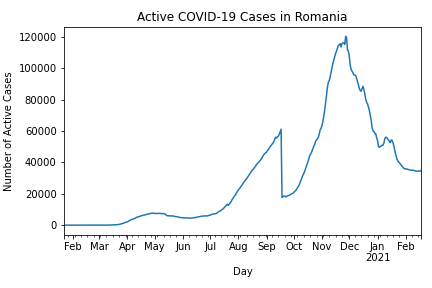 Active COVID-19 Cases in Romania
Number of Active Cases
120000
100000
80000
60000
40000
20000
0
Feb Mar Apr May Jun Jul Aug Sep Oct Nov Dec Jan Feb
2021
Day